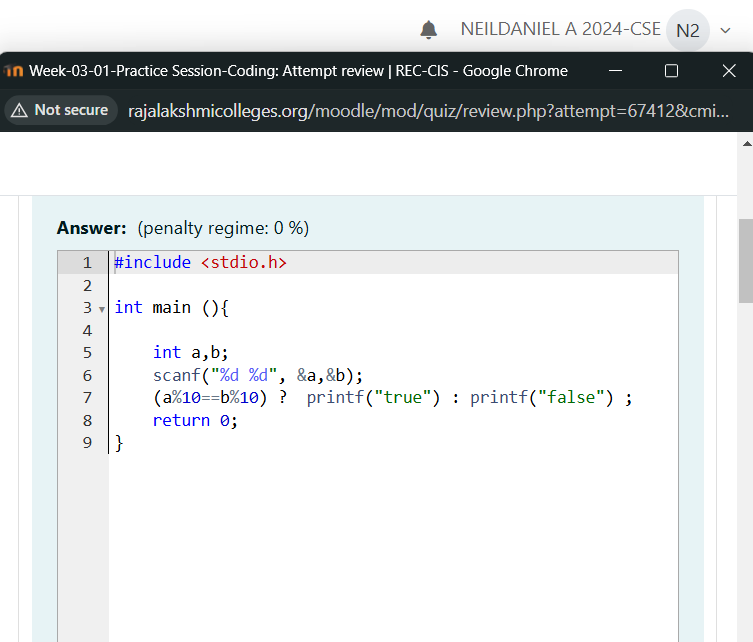 NEILDANIEL A 2024-CSE N2
Week-03-01-Practice Session-Coding: Attempt review | REC-CIS - Google Chrome
Not secure rajalakshmicolleges.org/moodle/mod/quiz/review.php?attempt=67412&cmi...
Answer: (penalty regime: 0 %)
1 #include <stdio.h>
2
3 int main (){
4
5 int a,b;
6 scanf("%d %d", &a,&b);
7 (a%10==b%10) ? printf("true") : printf("false") ;
8 return 0;
9 }